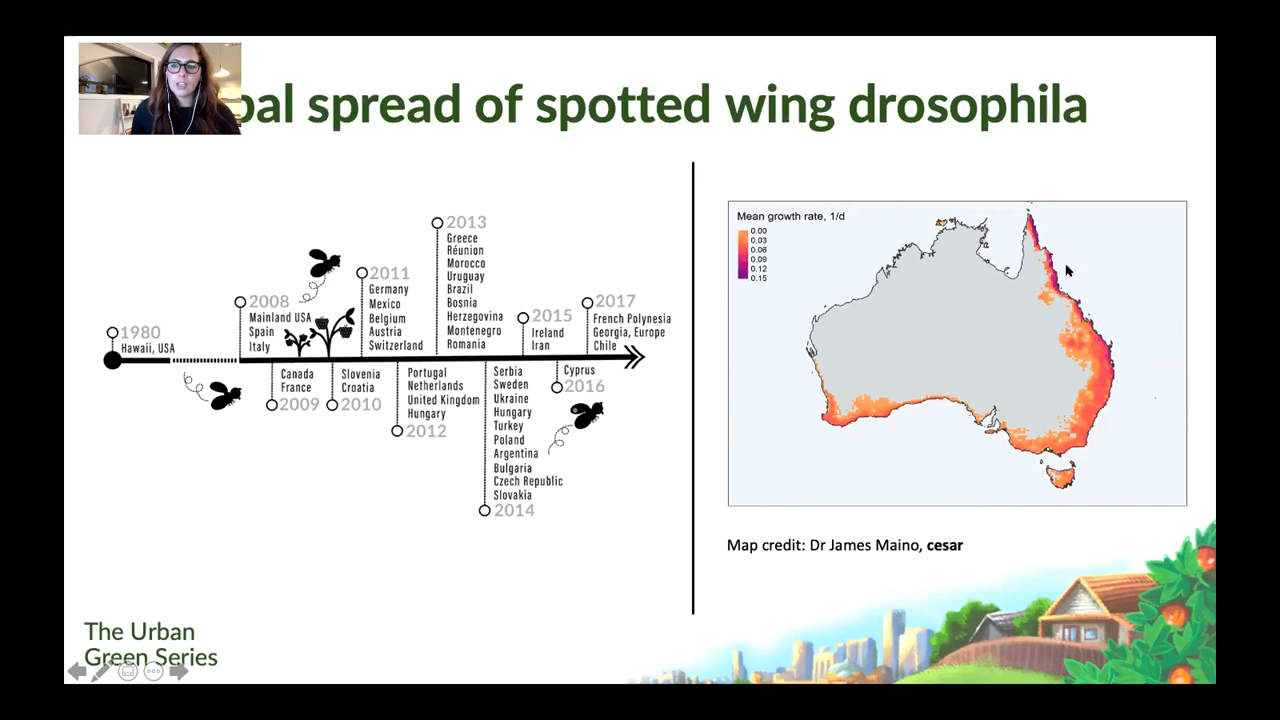 bal spread of spotted wing drosophila
1980
Hawaii, USA
2008
Mainland USA
Spain
Italy
Canada
France
2009
Slovenia
Croatia
2010
2011
Germany
Mexico
Belgium
Austria
Switzerland
Portugal
Netherlands
United Kingdom
Hungary
2012
2013
Greece
Réunion
Morocco
Uruguay
Brazil
Bosnia
Herzegovina
Montenegro
Romania
Serbia
Sweden
Ukraine
Hungary
Turkey
Poland
Argentina
Bulgaria
Czech Republic
Slovakia
2014
2015
Ireland
Iran
Cyprus
2016
2017
French Polynesia
Georgia, Europe
Chile
Mean growth rate, 1/d
0.00
0.03
0.06
0.09
0.12
0.15
Map credit: Dr James Maino, cesar
The Urban
Green Series